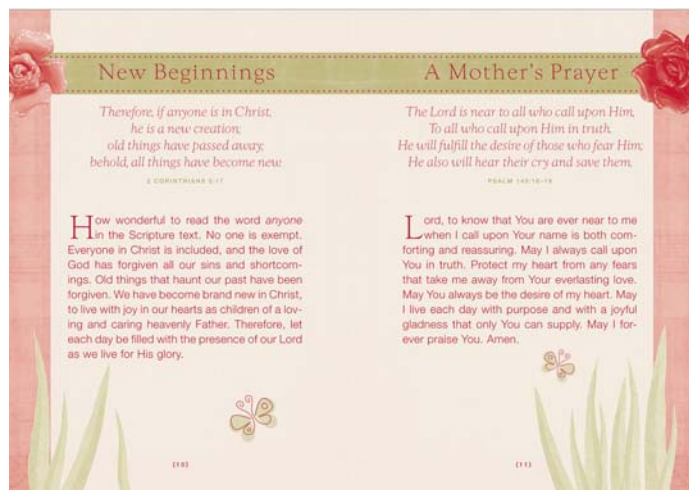 New Beginnings
Therefore, if anyone is in Christ,
he is a new creation;
old things have passed away;
behold, all things have become new.
2 CORINTHIANS 5:17
How wonderful to read the word anyone
in the Scripture text. No one is exempt.
Everyone in Christ is included, and the love of
God has forgiven all our sins and shortcom-
ings. Old things that haunt our past have been
forgiven. We have become brand new in Christ,
to live with joy in our hearts as children of a lov-
ing and caring heavenly Father. Therefore, let
each day be filled with the presence of our Lord
as we live for His glory.
[10]
A Mother's Prayer
The Lord is near to all who call upon Him,
To all who call upon Him in truth.
He will fulfill the desire of those who fear Him;
He also will hear their cry and save them.
PSALM 145:18–19
Lord, to know that You are ever near to me
when I call upon Your name is both com-
forting and reassuring. May I always call upon
You in truth. Protect my heart from any fears
that take me away from Your everlasting love.
May You always be the desire of my heart. May
I live each day with purpose and with a joyful
gladness that only You can supply. May I for-
ever praise You. Amen.
[11]